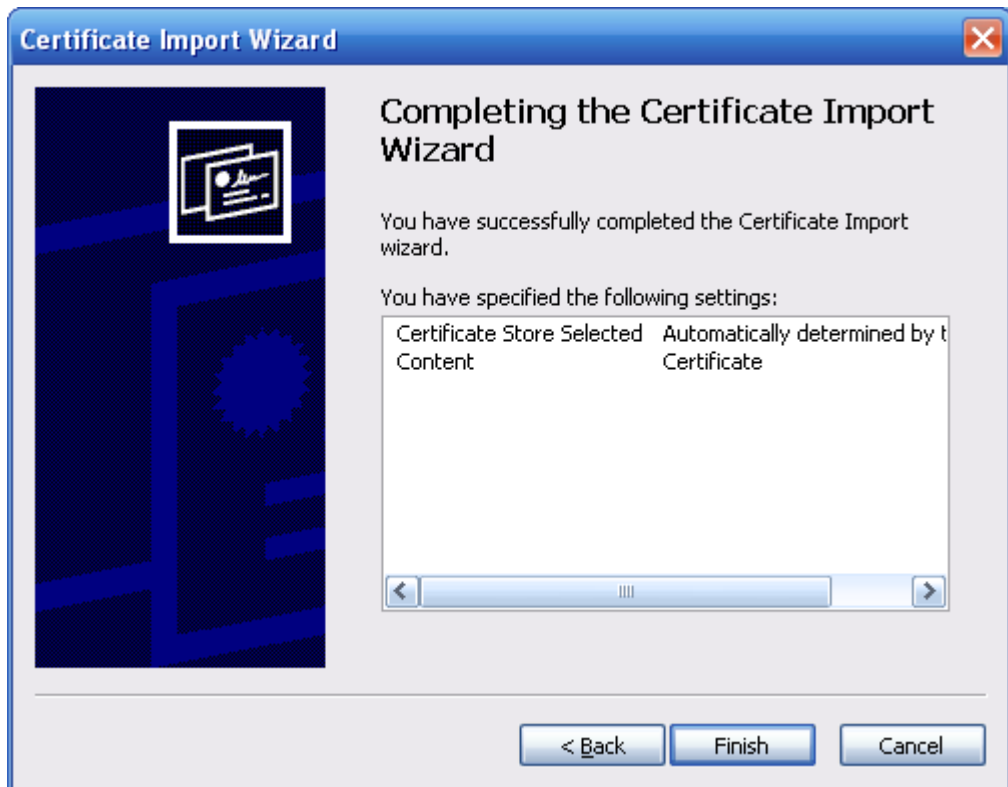 Certificate Import Wizard
Completing the Certificate Import
Wizard
You have successfully completed the Certificate Import
wizard.
You have specified the following settings:
Certificate Store Selected Automatically determined by t
Content Certificate
< Back
Finish
Cancel